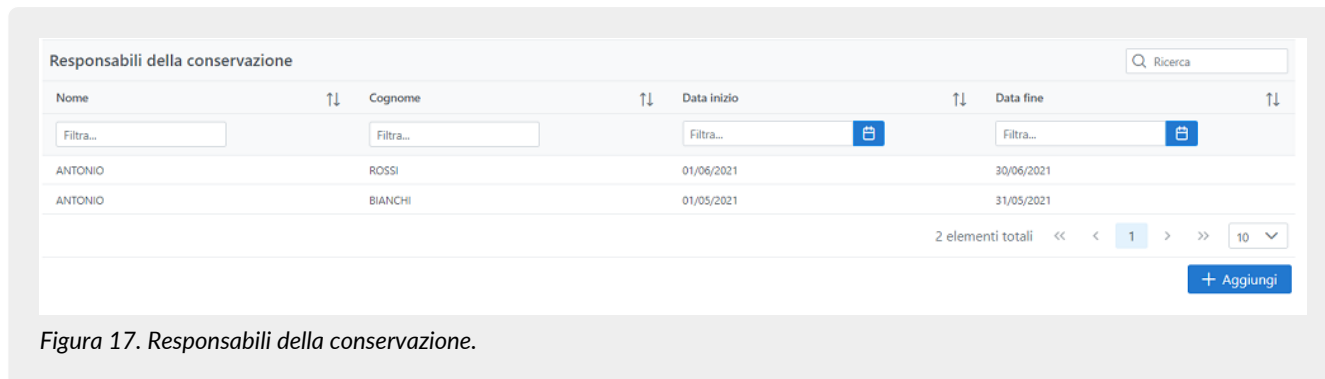 Responsabili della conservazione Ricerca
Nome Cognome Data inizio Data fine
Filtra... Filtra... Filtra... Filtra...
ANTONIO ROSSI 01/06/2021 30/06/2021
ANTONIO BIANCHI 01/05/2021 31/05/2021
2 elementi totali << < 1 > >> 10
+ Aggiungi
Figura 17. Responsabili della conservazione.